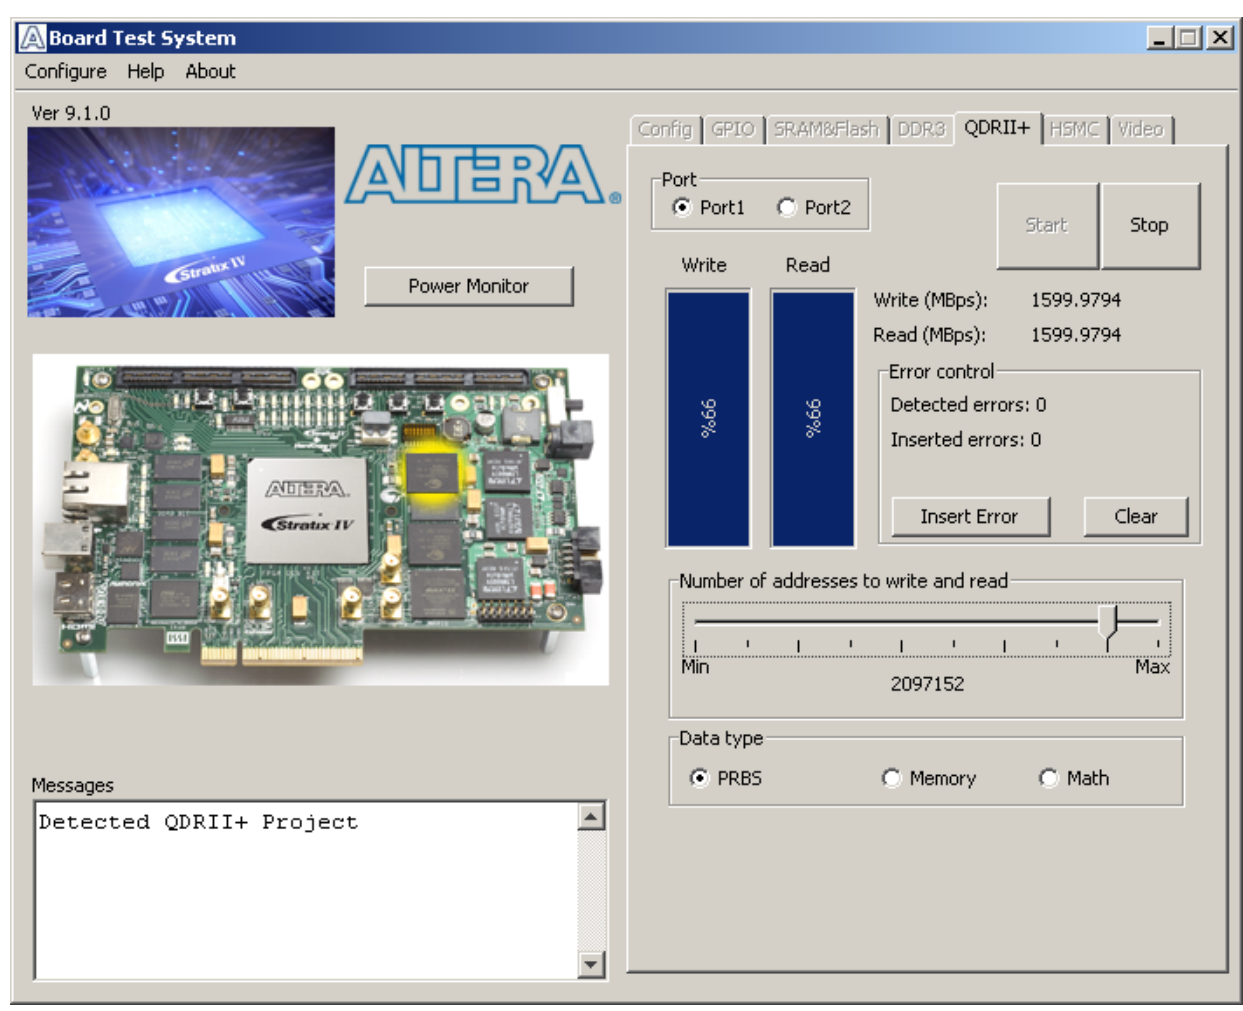 Board Test System
Configure Help About
Ver 9.1.0
Stratix IV
ALTERA®
Power Monitor
ALTERA
Stratix IV
Messages
Detected QDRII+ Project
Config GPIO SRAM&Flash DDR3 QDRII+ HSMC Video
Port
Port1 Port2
Start Stop
Write Read
99% 99%
Write (MBps): 1599.9794
Read (MBps): 1599.9794
Error control
Detected errors: 0
Inserted errors: 0
Insert Error Clear
Number of addresses to write and read
Min Max
2097152
Data type
PRBS Memory Math